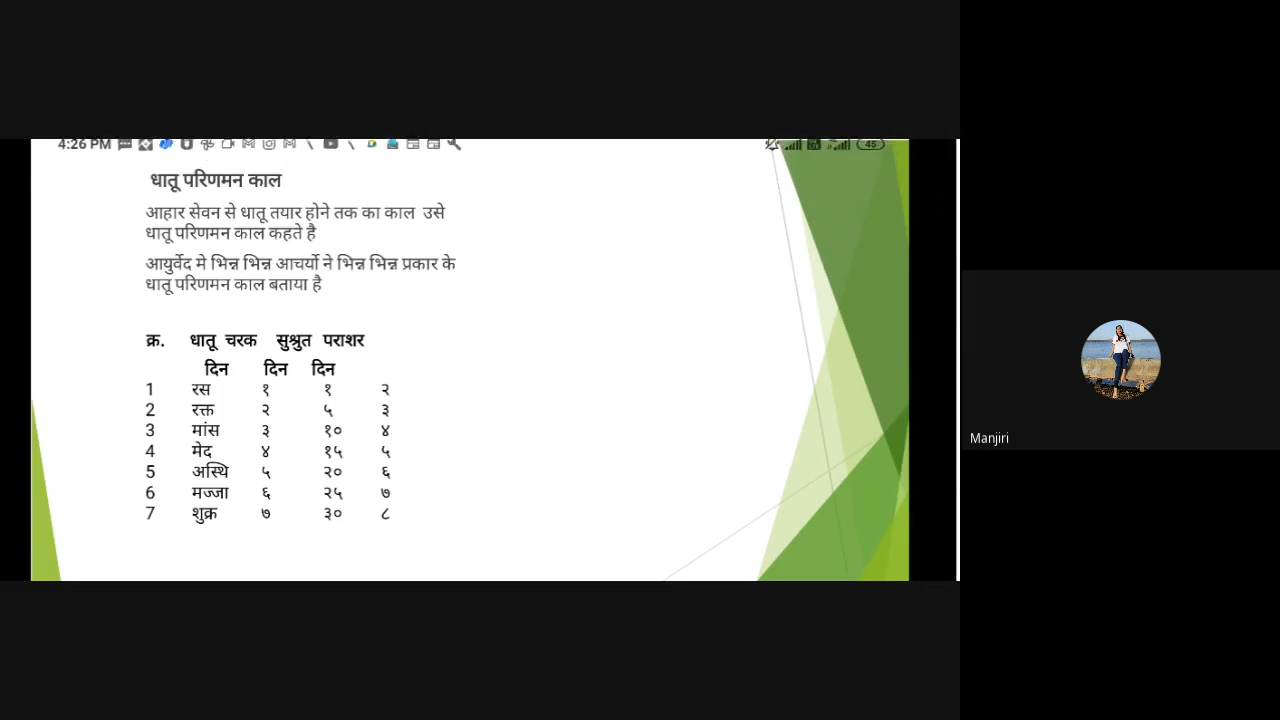 4:26 PM
45
धातू परिणमन काल
आहार सेवन से धातू तयार होने तक का काल उसे
धातू परिणमन काल कहते है
आयुर्वेद मे भिन्न भिन्न आचर्यो ने भिन्न भिन्न प्रकार के
धातू परिणमन काल बताया है
क्र. धातू चरक सुश्रुत पराशर
दिन दिन दिन
1 रस १ १ २
2 रक्त २ ५ ३
3 मांस ३ १० ४
4 मेद ४ १५ ५
5 अस्थि ५ २० ६
6 मज्जा ६ २५ ७
7 शुक्र ७ ३० ८
Manjiri